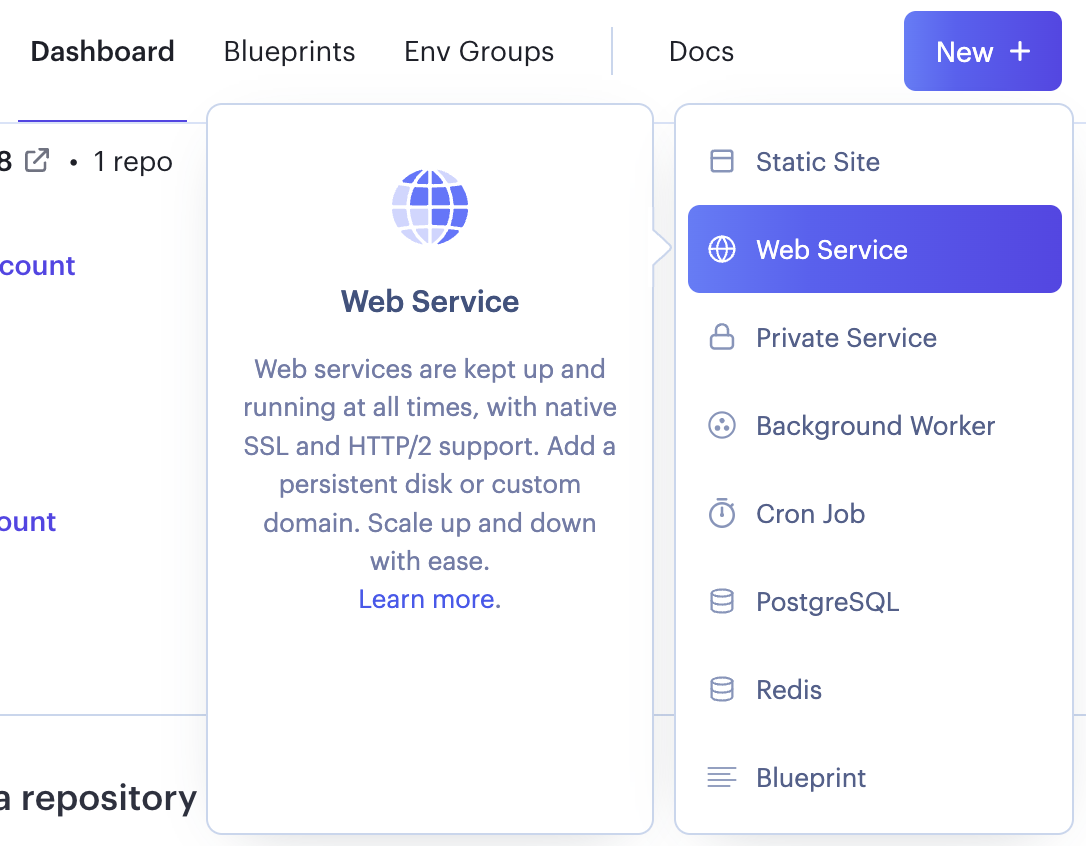 Dashboard
Blueprints
Env Groups
Docs
New +
8 • 1 repo
count
ount
a repository
Web Service
Web services are kept up and
running at all times, with native
SSL and HTTP/2 support. Add a
persistent disk or custom
domain. Scale up and down
with ease.
Learn more.
Static Site
Web Service
Private Service
Background Worker
Cron Job
PostgreSQL
Redis
Blueprint